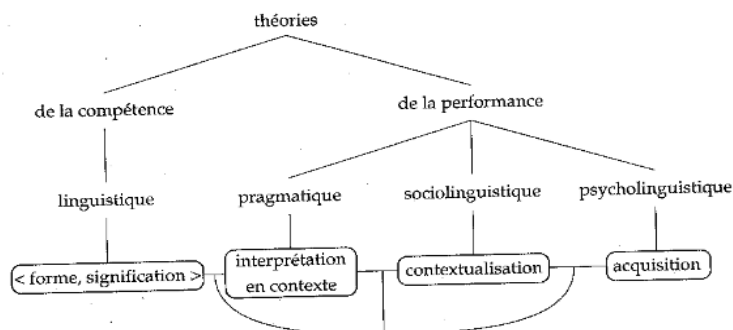 théories
de la compétence
de la performance
linguistique
pragmatique
sociolinguistique
psycholinguistique
< forme, signification >
interprétation
en contexte
contextualisation
acquisition